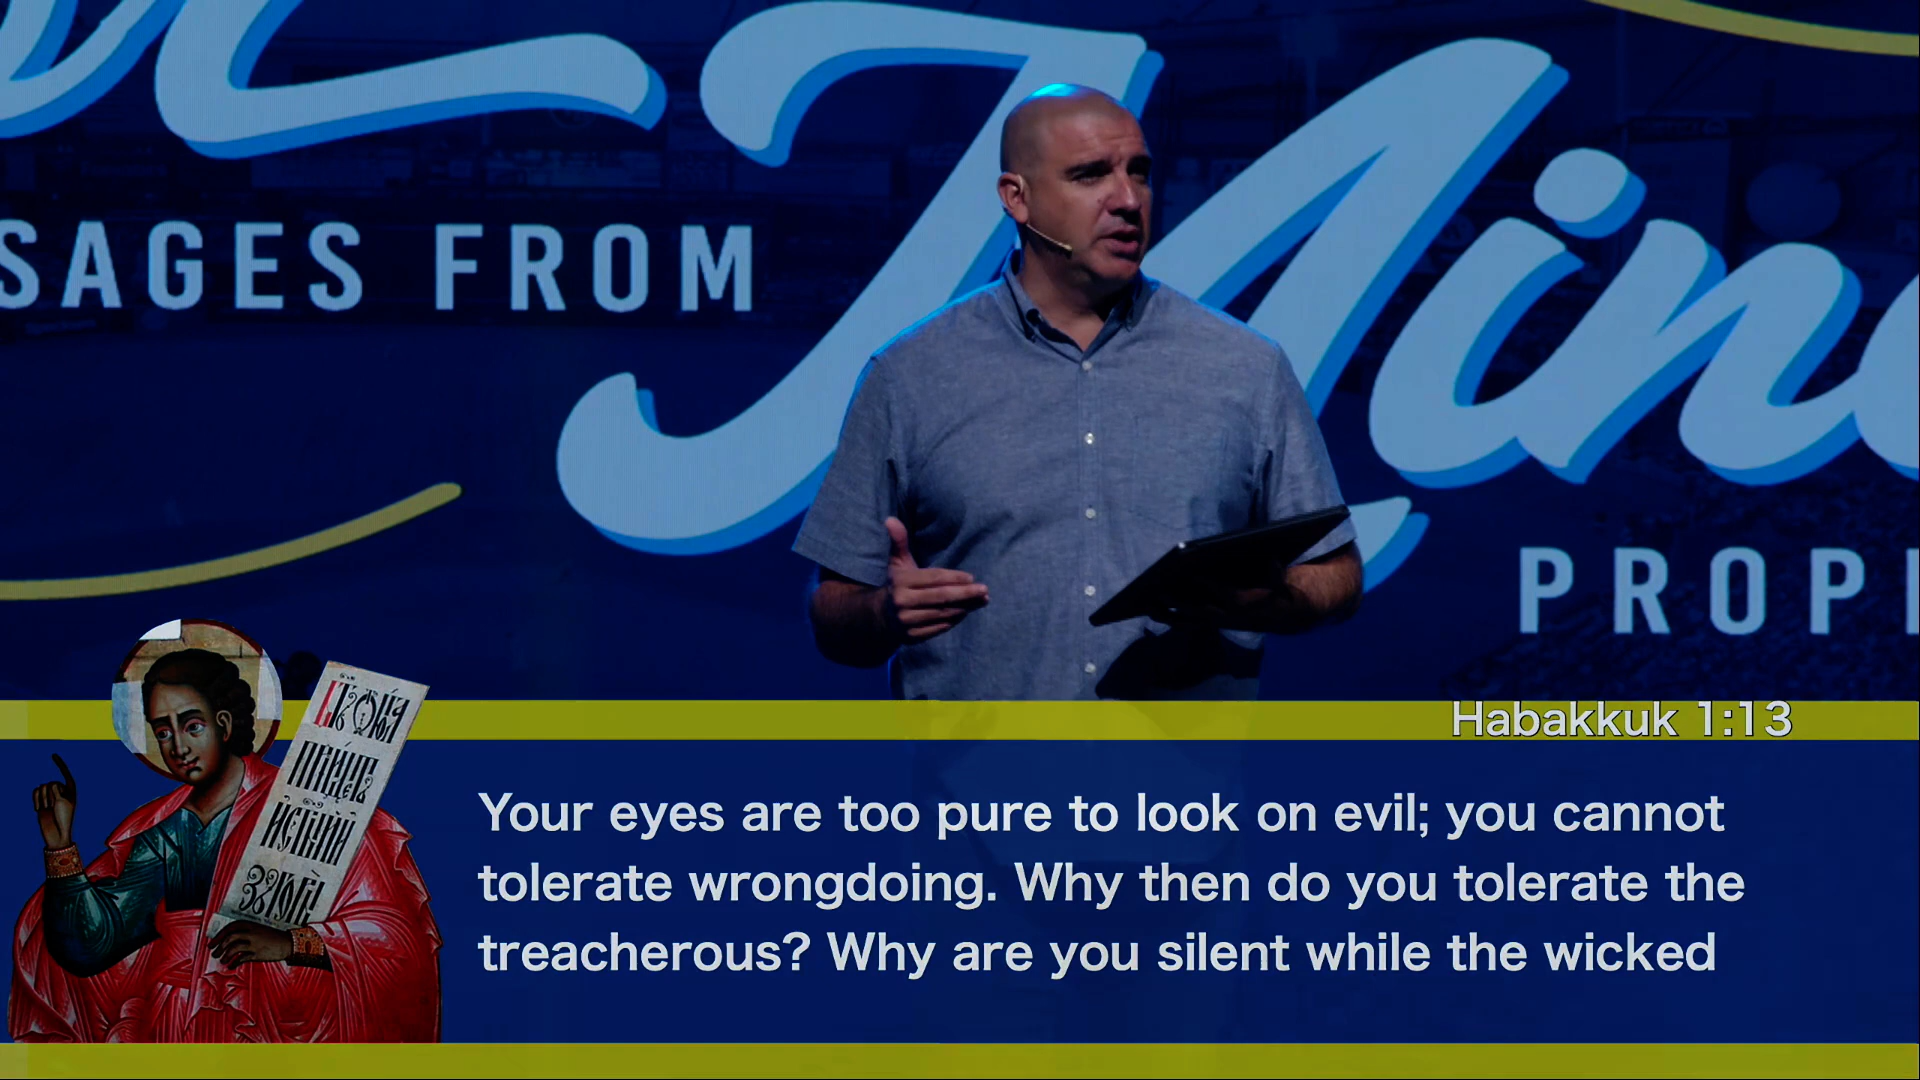 SAGES FROM
Min
PROP
Habakkuk 1:13
Your eyes are too pure to look on evil; you cannot
tolerate wrongdoing. Why then do you tolerate the
treacherous? Why are you silent while the wicked